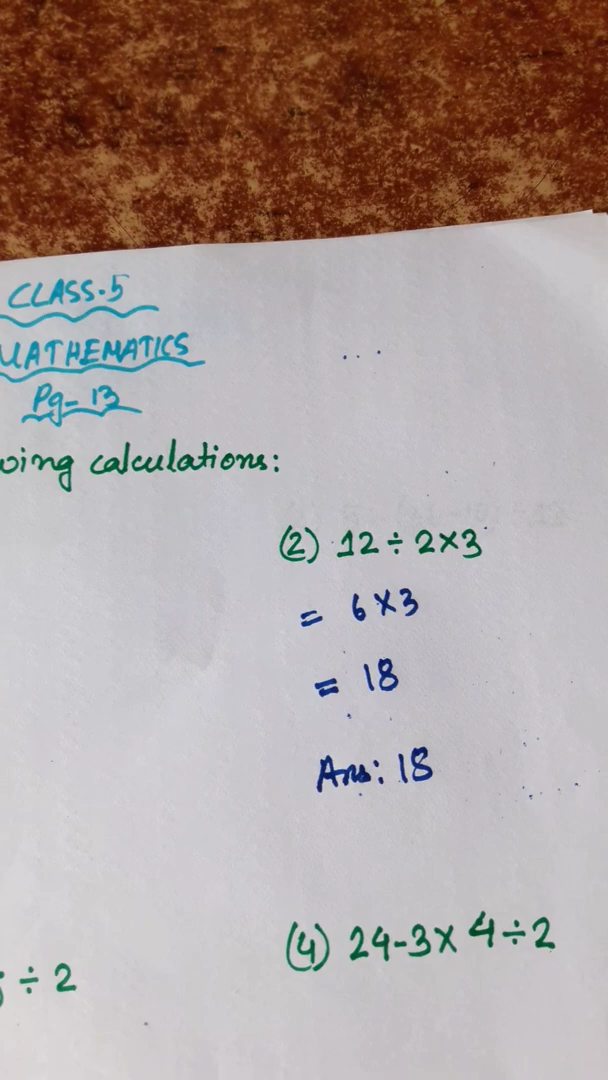 CLASS-5
MATHEMATICS
Pg- 13
wing calculations:
(2) 12÷2×3
= 6×3
= 18
Ans: 18
(4) 24-3×4÷2
÷ 2